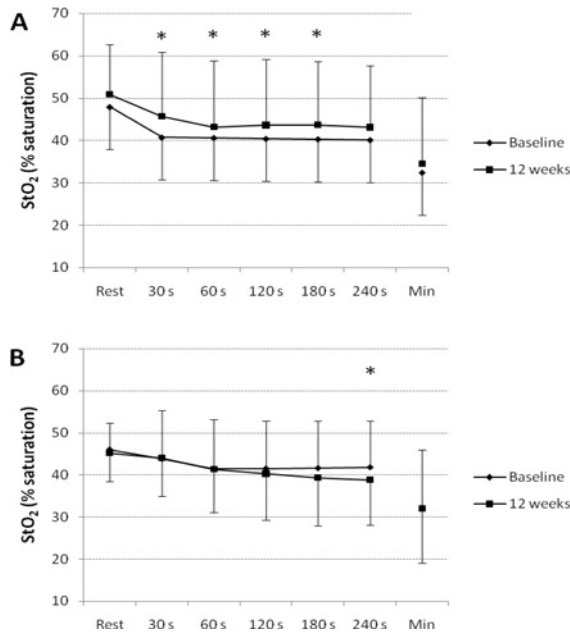 A
70
*
*
*
*
60
50
40
30
20
10
StO₂ (% saturation)
Baseline
12 weeks
Rest
30 s
60 s
120 s
180 s
240 s
Min
B
70
*
60
50
40
30
20
10
StO₂ (% saturation)
Baseline
12 weeks
Rest
30 s
60 s
120 s
180 s
240 s
Min